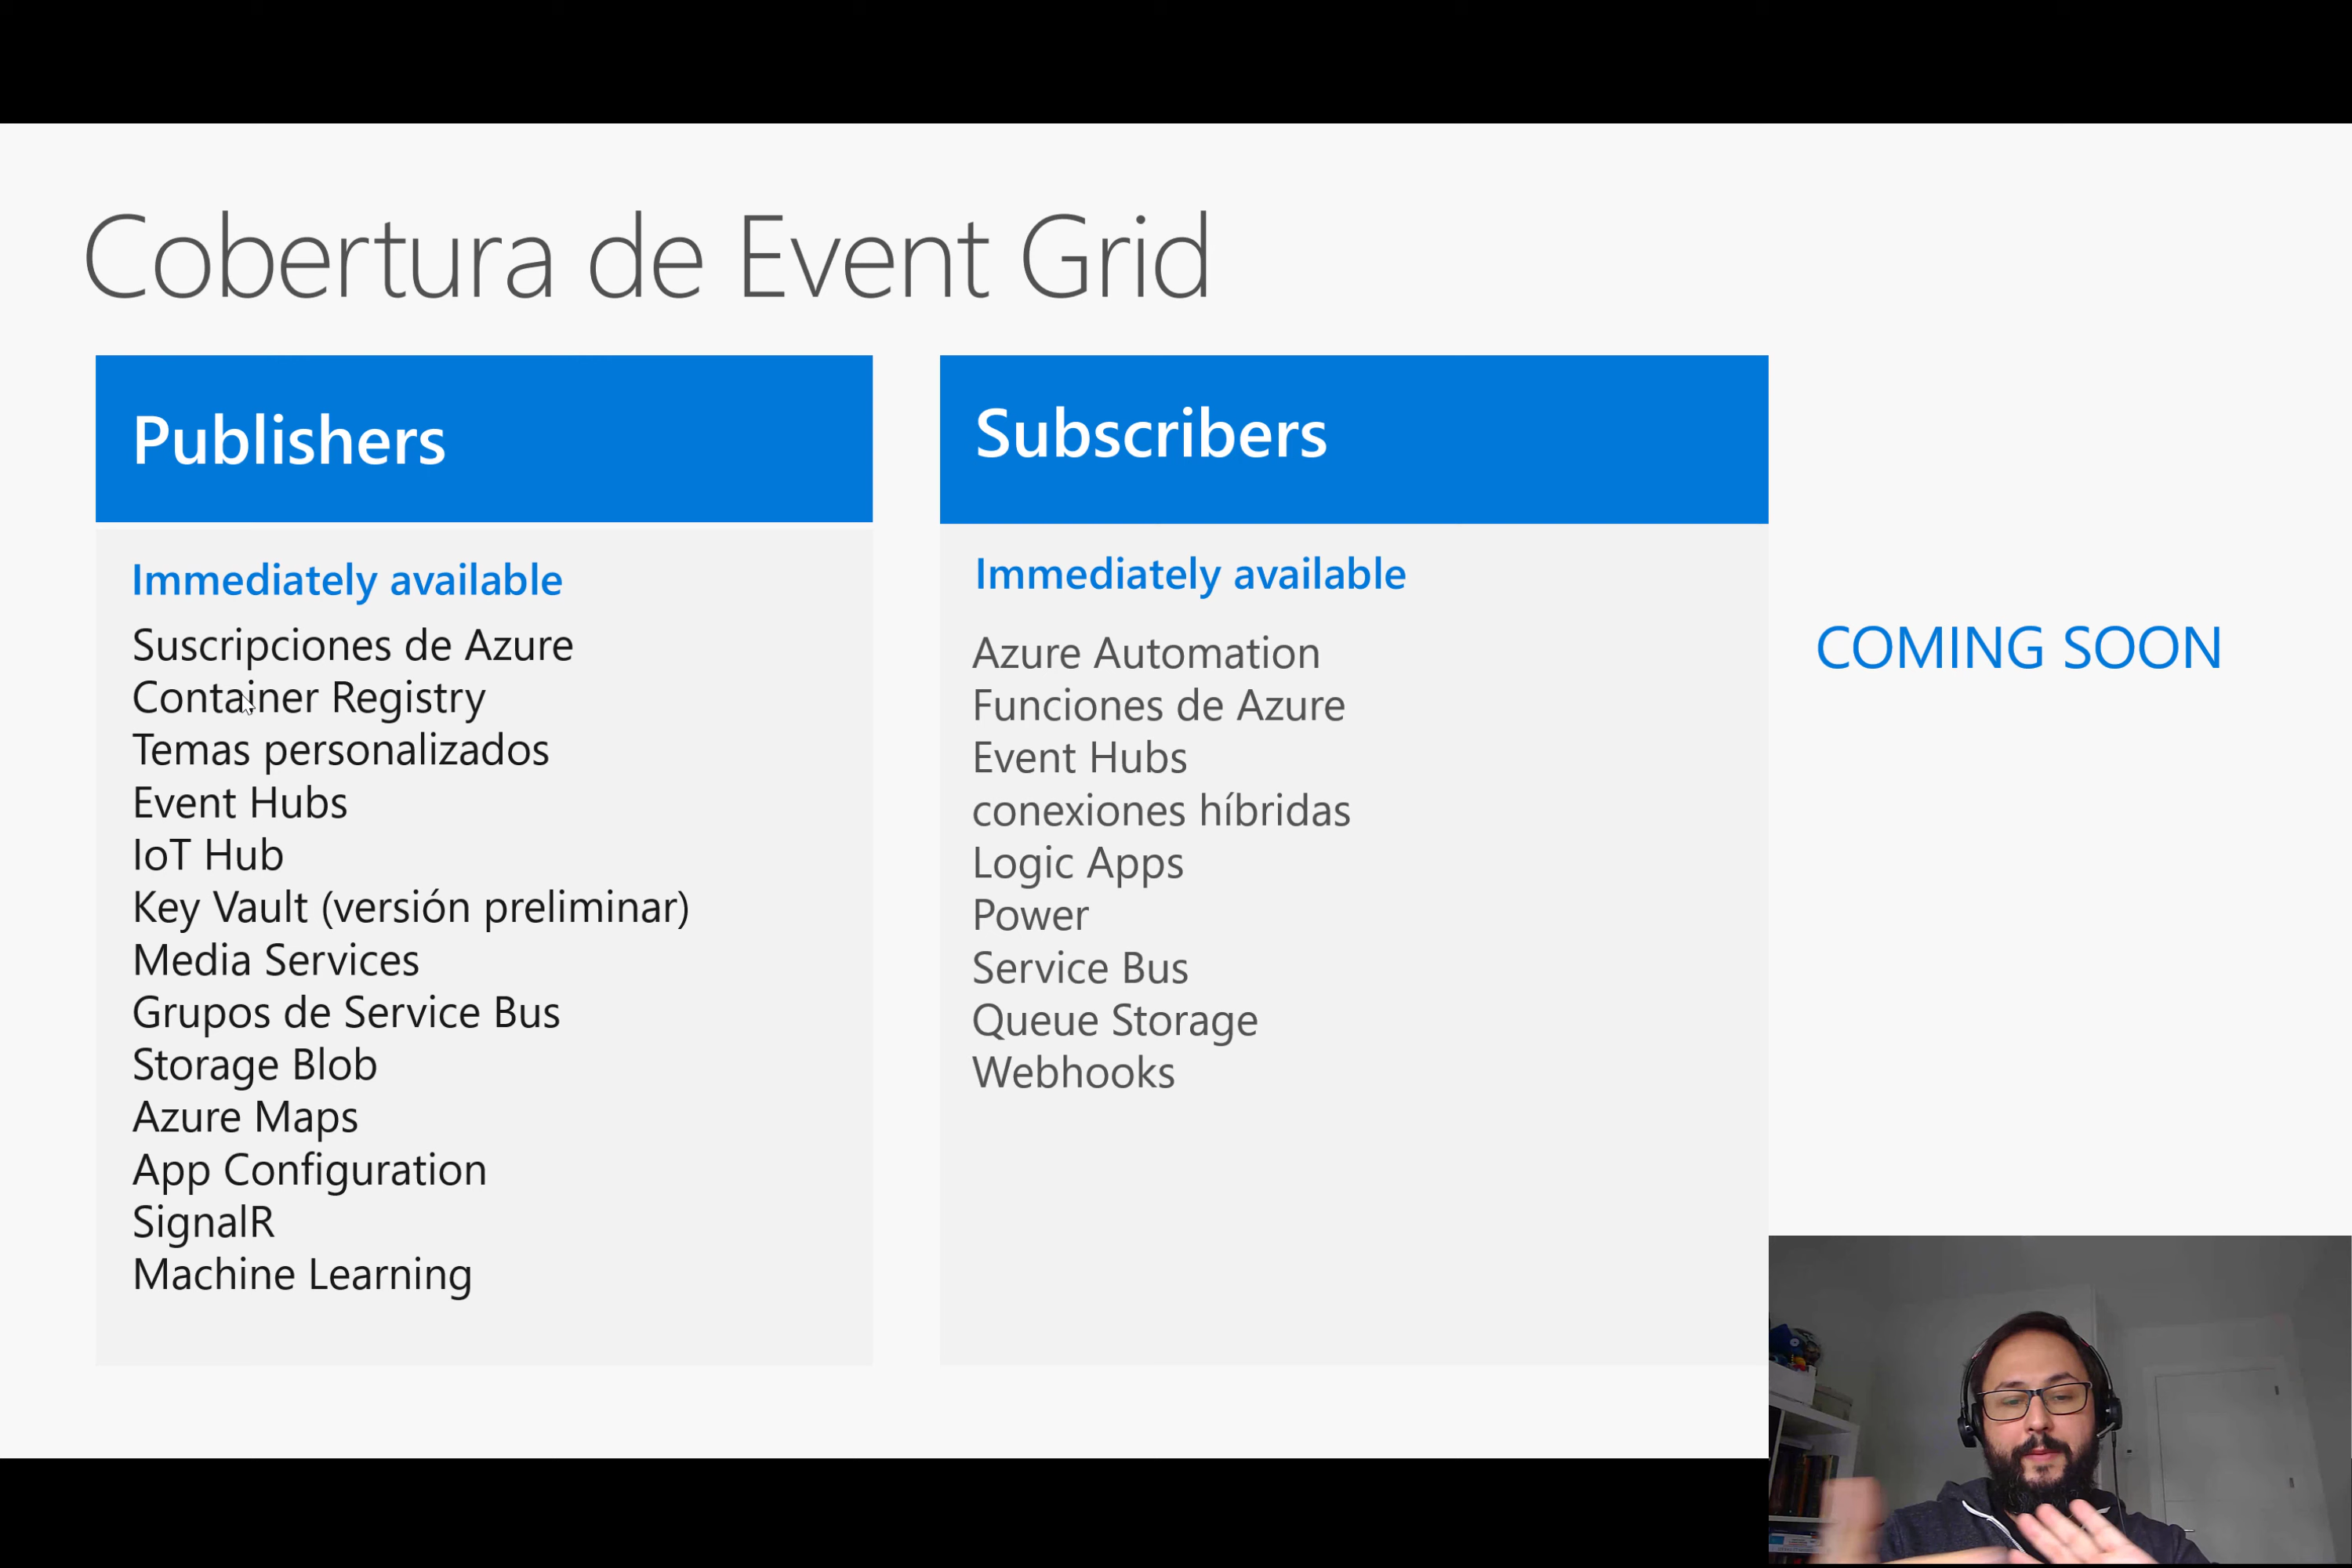 Cobertura de Event Grid
Publishers
Immediately available
Suscripciones de Azure
Container Registry
Temas personalizados
Event Hubs
IoT Hub
Key Vault (versión preliminar)
Media Services
Grupos de Service Bus
Storage Blob
Azure Maps
App Configuration
SignalR
Machine Learning
Subscribers
Immediately available
Azure Automation
Funciones de Azure
Event Hubs
conexiones híbridas
Logic Apps
Power
Service Bus
Queue Storage
Webhooks
COMING SOON